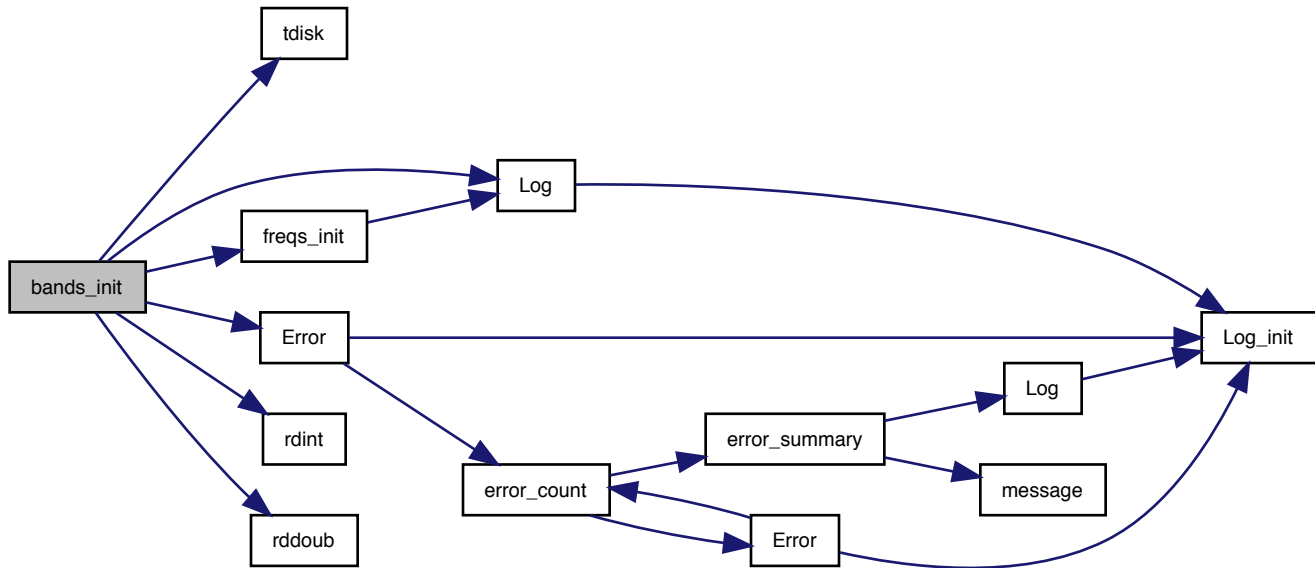 tdisk
Log
freqs_init
bands_init
Error
Log_init
Log
rdint
error_summary
error_count
message
rddoub
Error